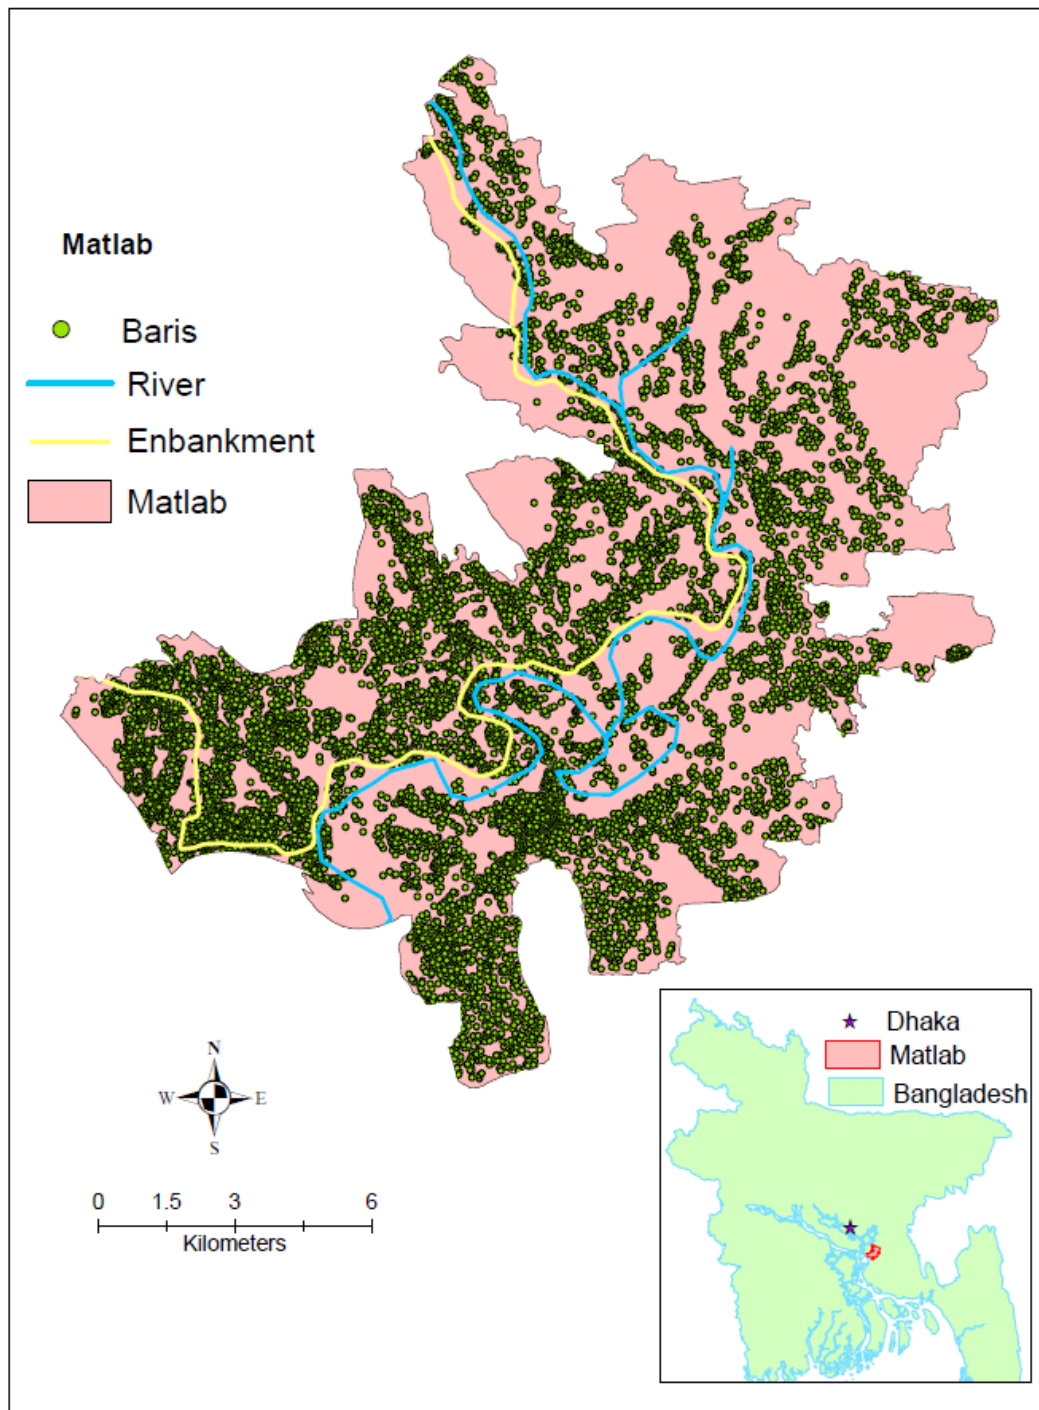 Matlab
Baris
River
Enbankment
Matlab
N
W
E
S
0 1.5 3 6
Kilometers
Dhaka
Matlab
Bangladesh